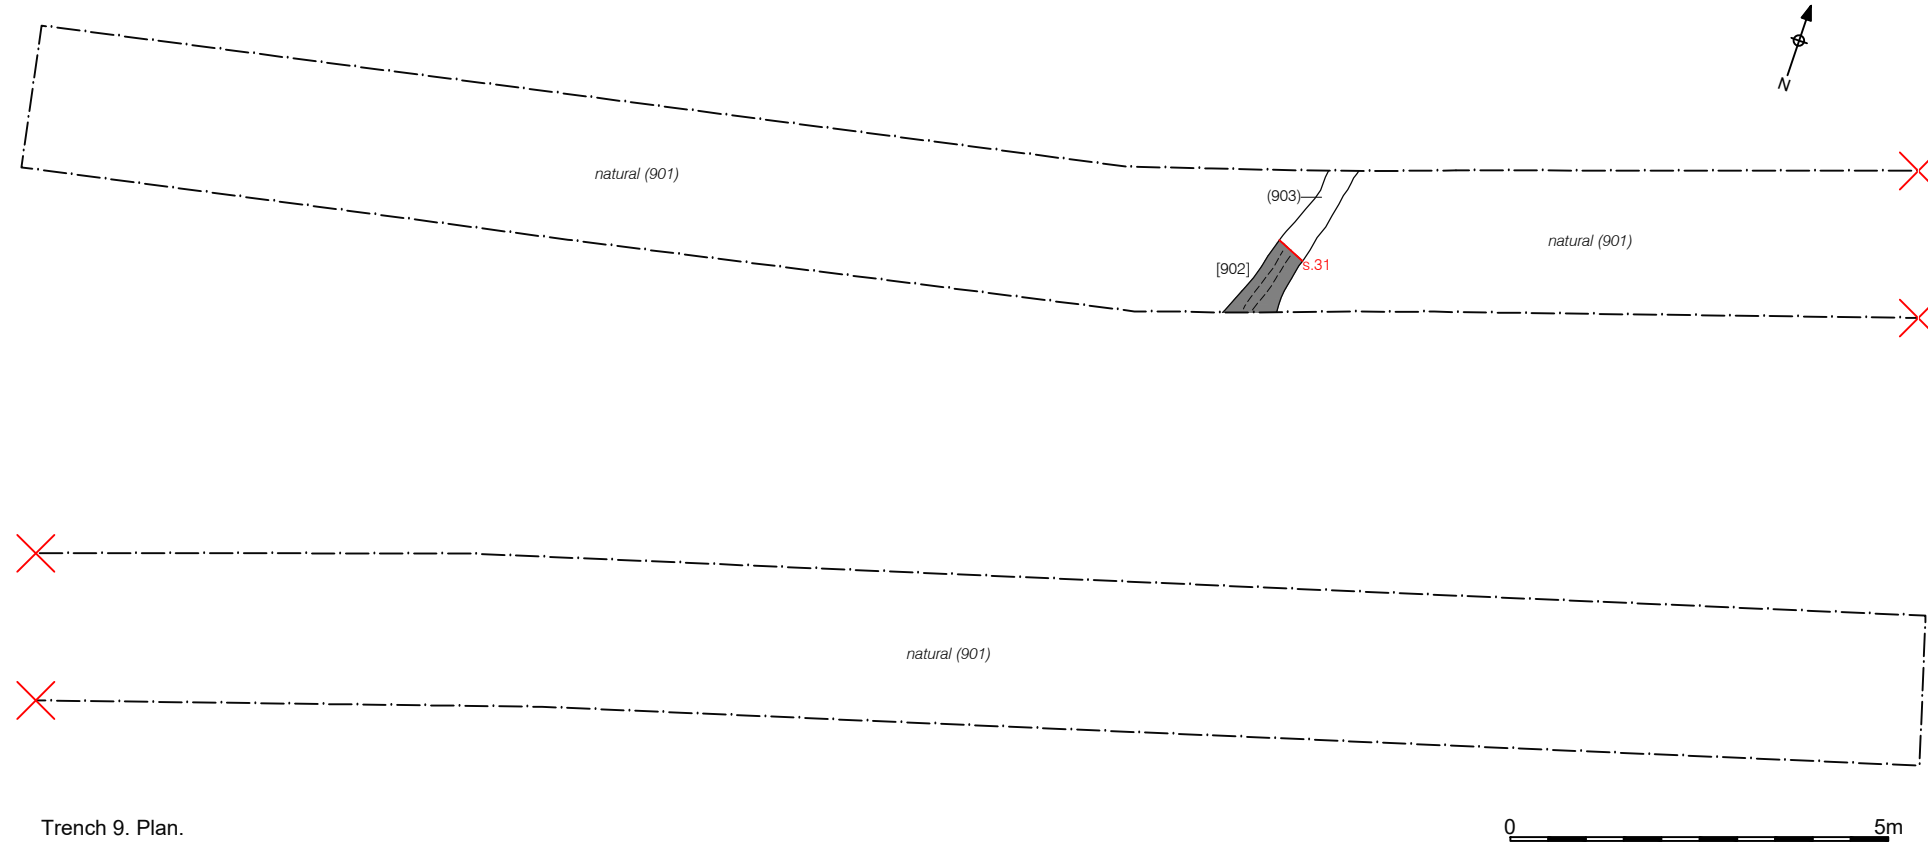 N
natural (901)
(903)
natural (901)
[902]
s.31
natural (901)
Trench 9. Plan.
0 5m